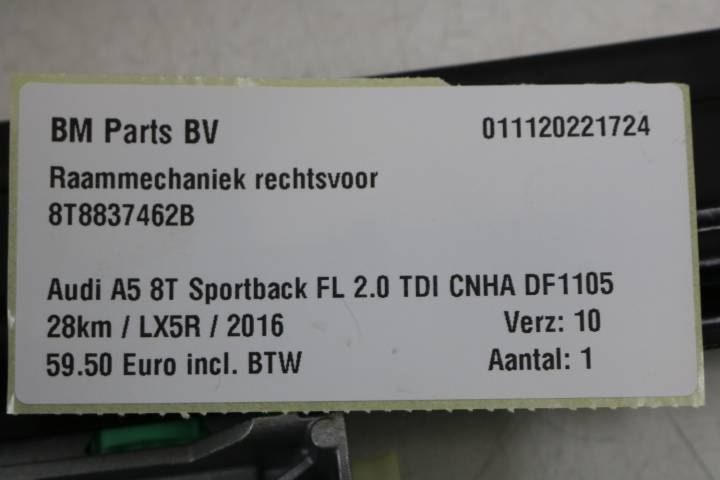 BM Parts BV 011120221724
Raammechaniek rechtsvoor
8T8837462B
Audi A5 8T Sportback FL 2.0 TDI CNHA DF1105
28km / LX5R / 2016 Verz: 10
59.50 Euro incl. BTW Aantal: 1